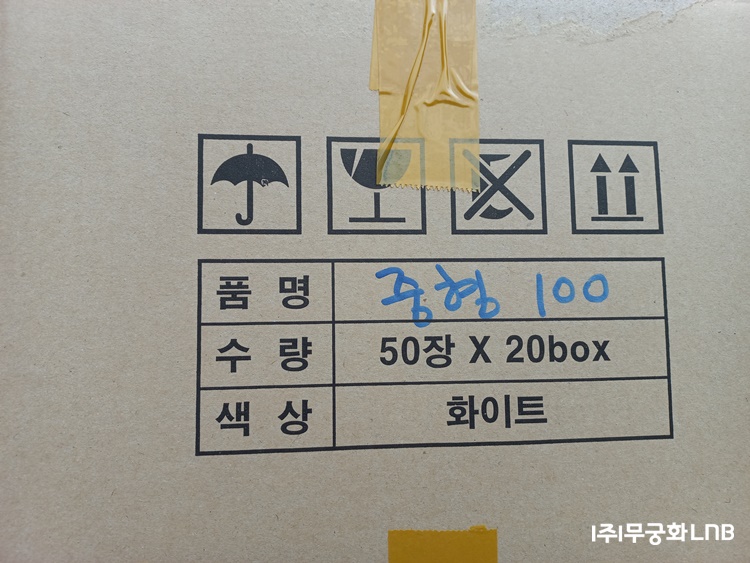 품 명 중형 100
수 량 50장 X 20box
색 상 화이트
(주)무궁화LNB